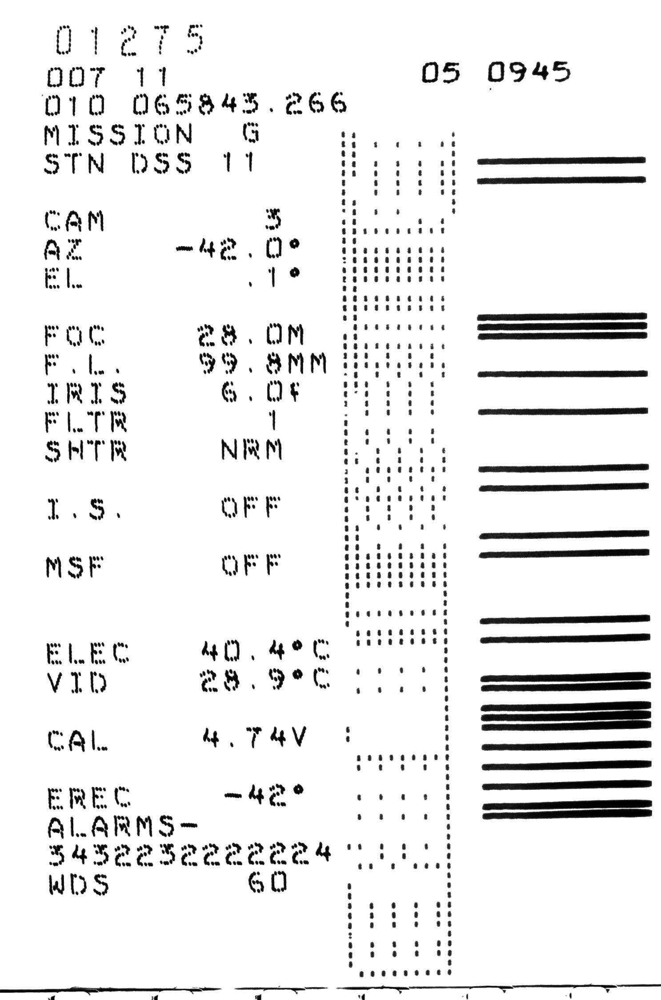 01275
007 11
05 0945
010 065843.266
MISSION G
STN DSS 11
CAM 3
AZ -42.0°
EL .1°
FOC 28.0M
F.L. 99.8MM
IRIS 6.0f
FLTR 1
SHTR NRM
I.S. OFF
MSF OFF
ELEC 40.4°C
VID 28.9°C
CAL 4.74V
EREC -42°
ALARMS-
3432232222224
WDS 60